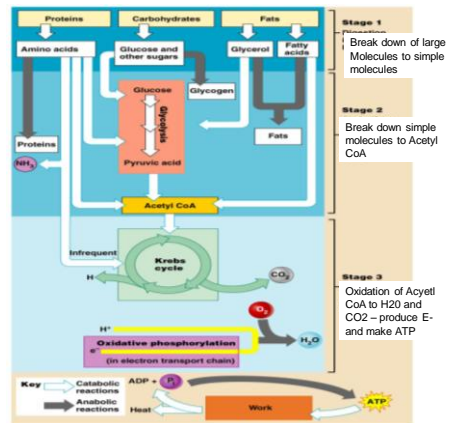 Proteins
Carbohydrates
Fats
Stage 1
Break down of large
Molecules to simple
molecules
Amino acids
Glucose and
other sugars
Glycerol
Fatty
acids
Glucose
Glycogen
Glycolysis
Pyruvic acid
Proteins
Fats
NH3
Stage 2
Break down simple
molecules to Acetyl
CoA
Acetyl CoA
Infrequent
Krebs
cycle
H
CO2
Stage 3
Oxidation of Acyetl
CoA to H20 and
CO2 – produce E-
and make ATP
O2
H+
Oxidative phosphorylation
e-
(in electron transport chain)
H2O
Key
Catabolic
reactions
Anabolic
reactions
ADP +
Pi
Heat
Work
ATP